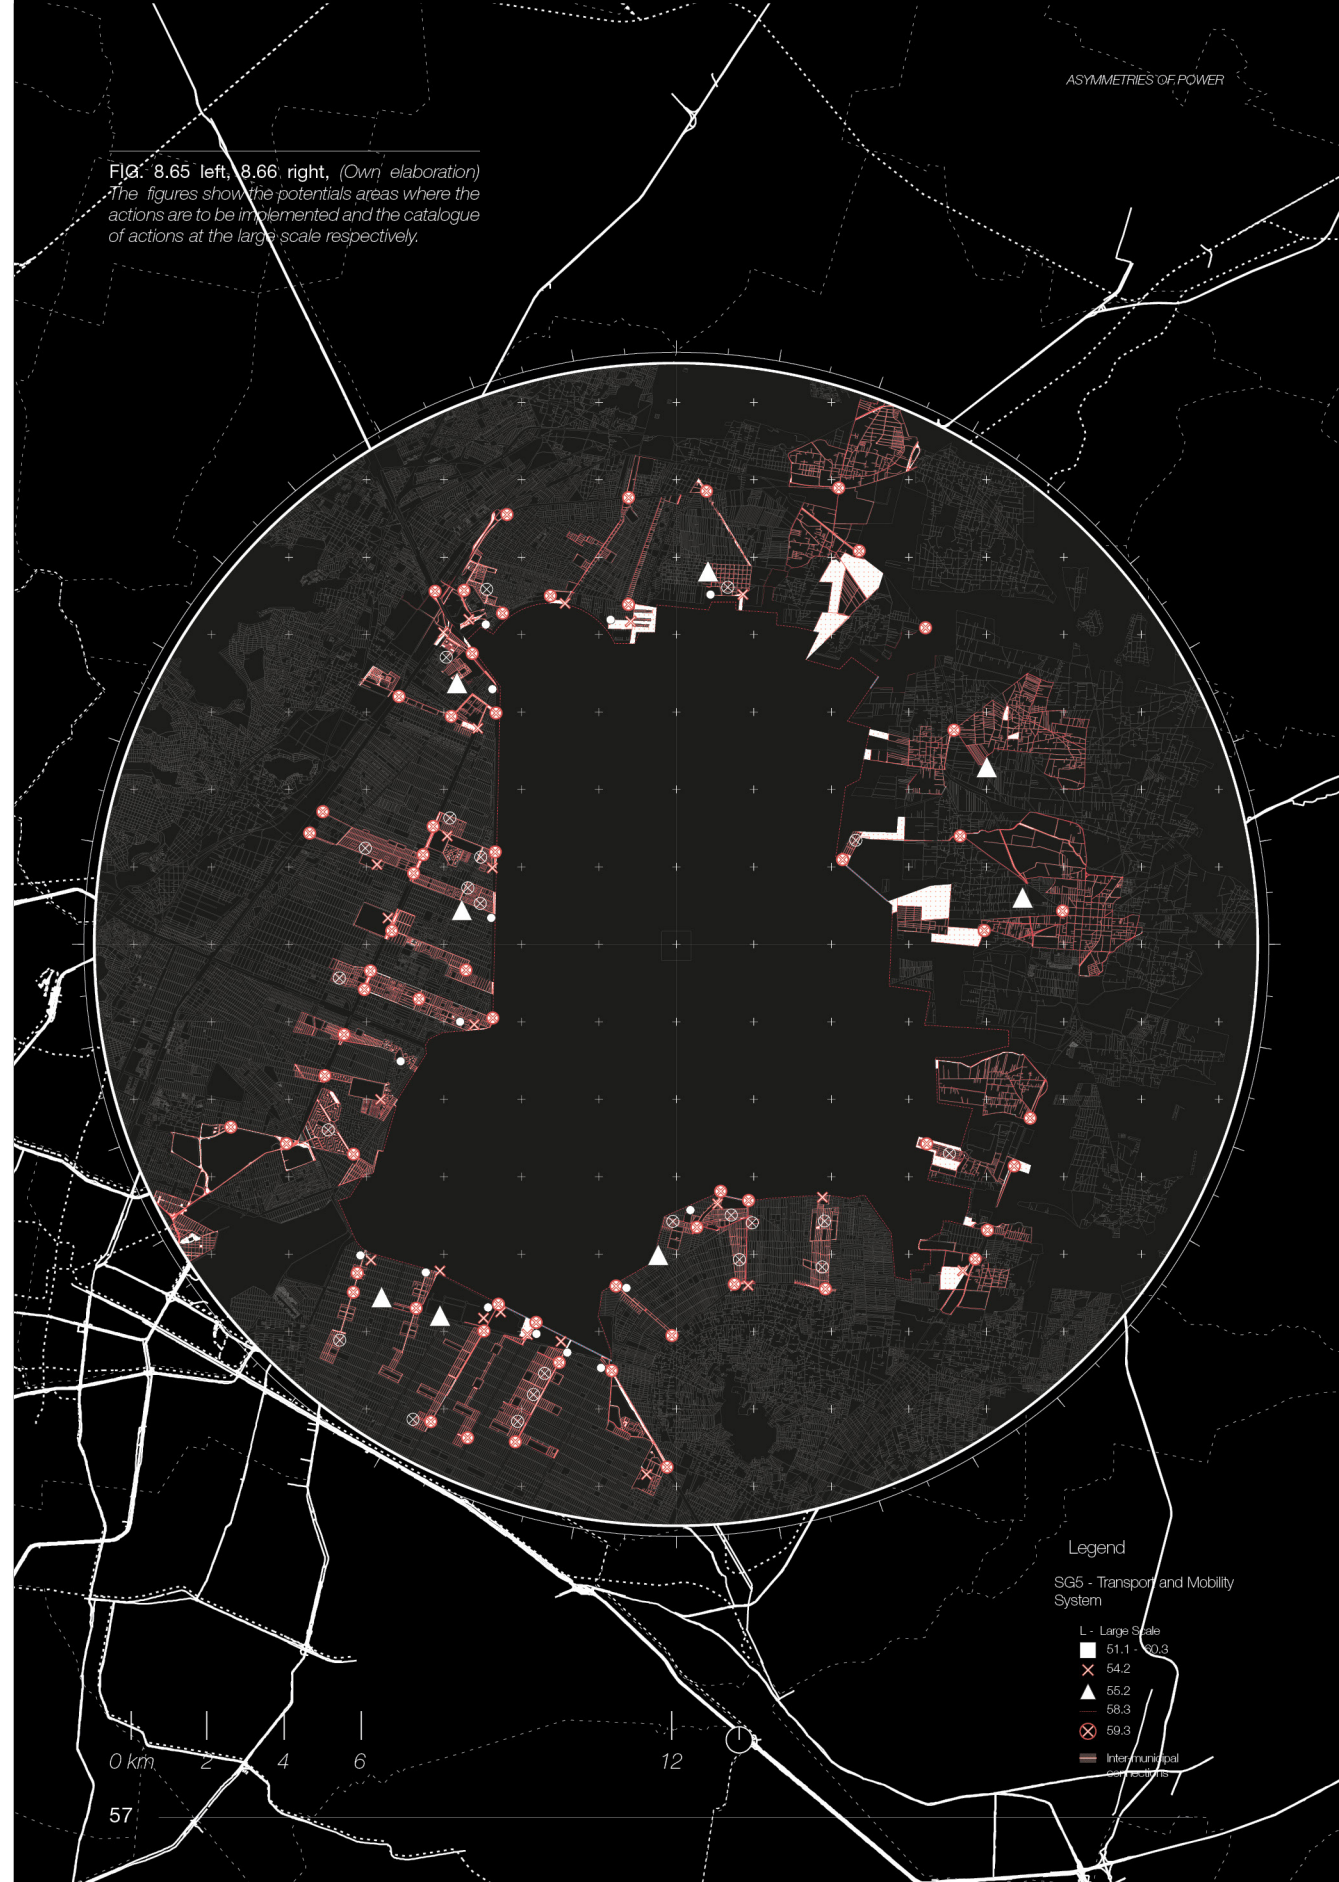 ASYMMETRIES OF POWER
FIG. 8.65 left, 8.66 right, (Own elaboration)
The figures show the potentials areas where the
actions are to be implemented and the catalogue
of actions at the large scale respectively.
Legend
SG5 - Transport and Mobility
System
L - Large Scale
51.1 - 60.3
54.2
55.2
58.3
59.3
Inter-municipal
connections
0 km 2 4 6 12
57